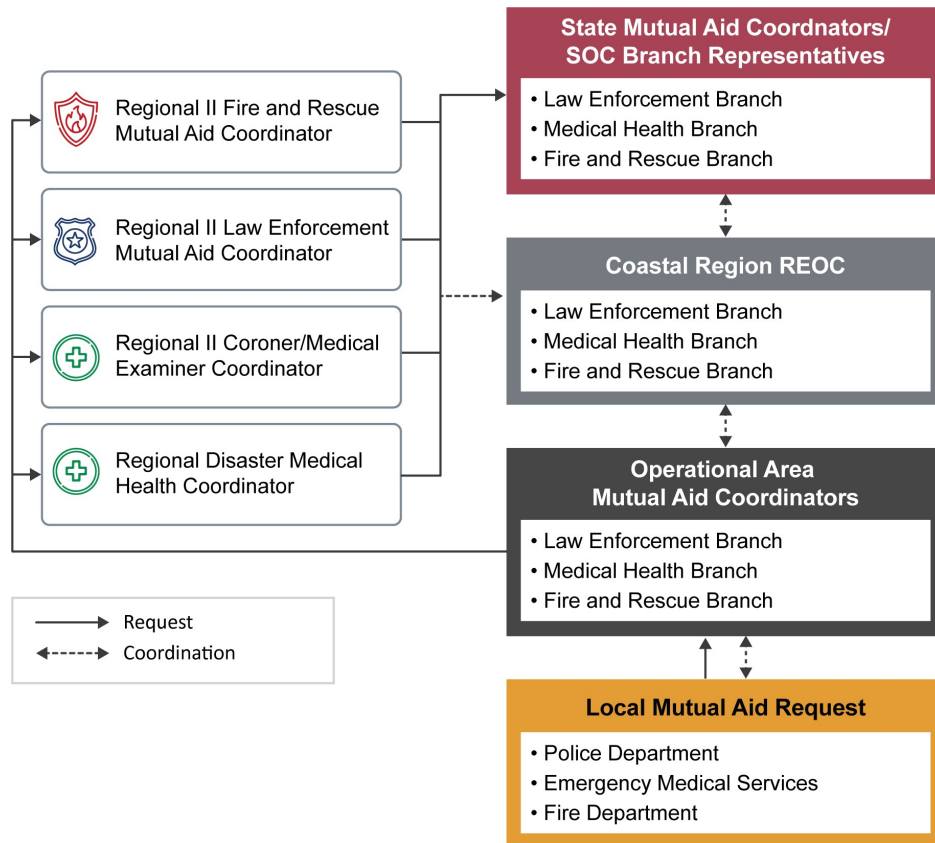 State Mutual Aid Coordnators/
SOC Branch Representatives
• Law Enforcement Branch
• Medical Health Branch
• Fire and Rescue Branch
Regional II Fire and Rescue
Mutual Aid Coordinator
Regional II Law Enforcement
Mutual Aid Coordinator
Regional II Coroner/Medical
Examiner Coordinator
Regional Disaster Medical
Health Coordinator
Coastal Region REOC
• Law Enforcement Branch
• Medical Health Branch
• Fire and Rescue Branch
Operational Area
Mutual Aid Coordinators
• Law Enforcement Branch
• Medical Health Branch
• Fire and Rescue Branch
Request
Coordination
Local Mutual Aid Request
• Police Department
• Emergency Medical Services
• Fire Department